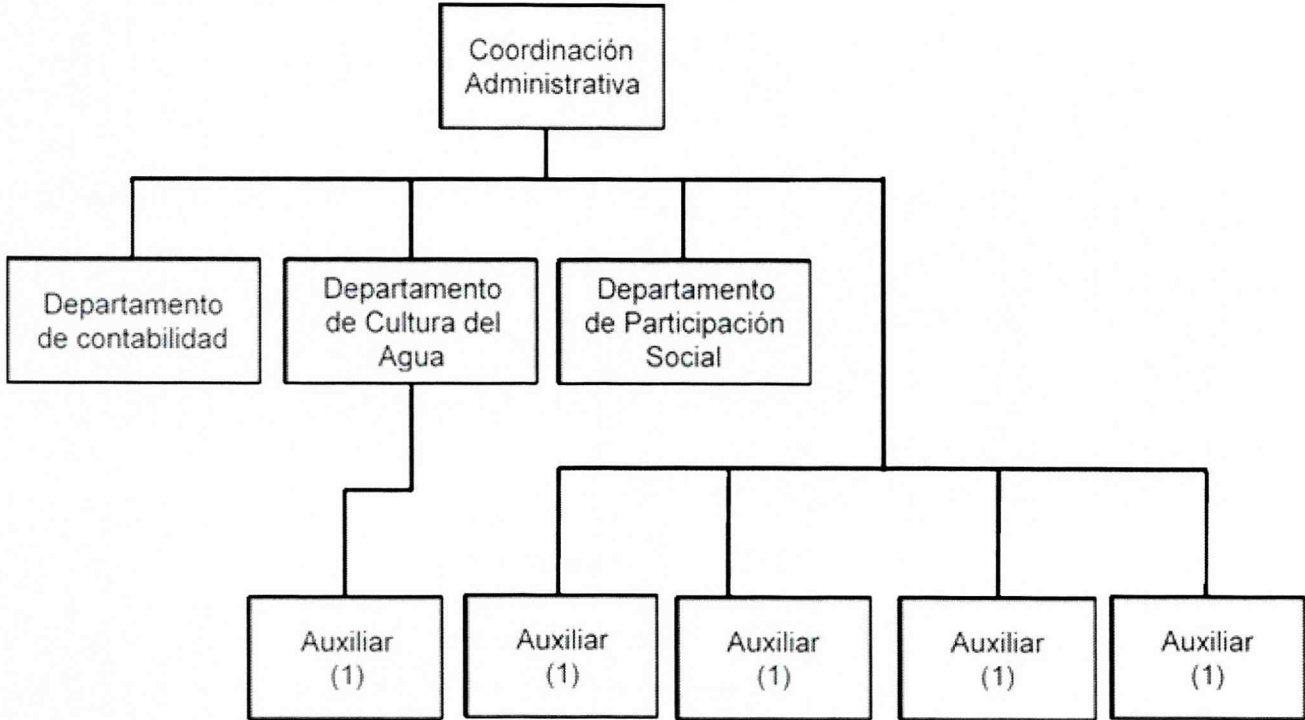 Coordinación
Administrativa
Departamento
de contabilidad
Departamento
de Cultura del
Agua
Departamento
de Participación
Social
Auxiliar
(1)
Auxiliar
(1)
Auxiliar
(1)
Auxiliar
(1)
Auxiliar
(1)